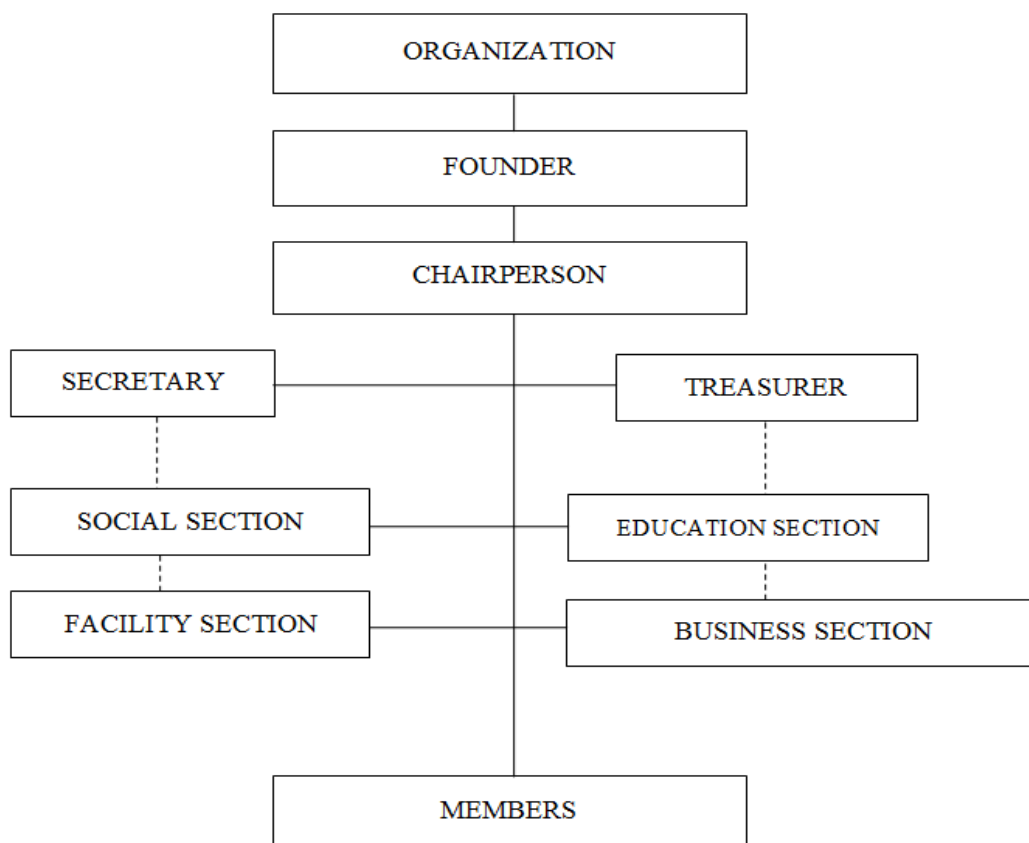 ORGANIZATION
FOUNDER
CHAIRPERSON
SECRETARY
TREASURER
SOCIAL SECTION
EDUCATION SECTION
FACILITY SECTION
BUSINESS SECTION
MEMBERS